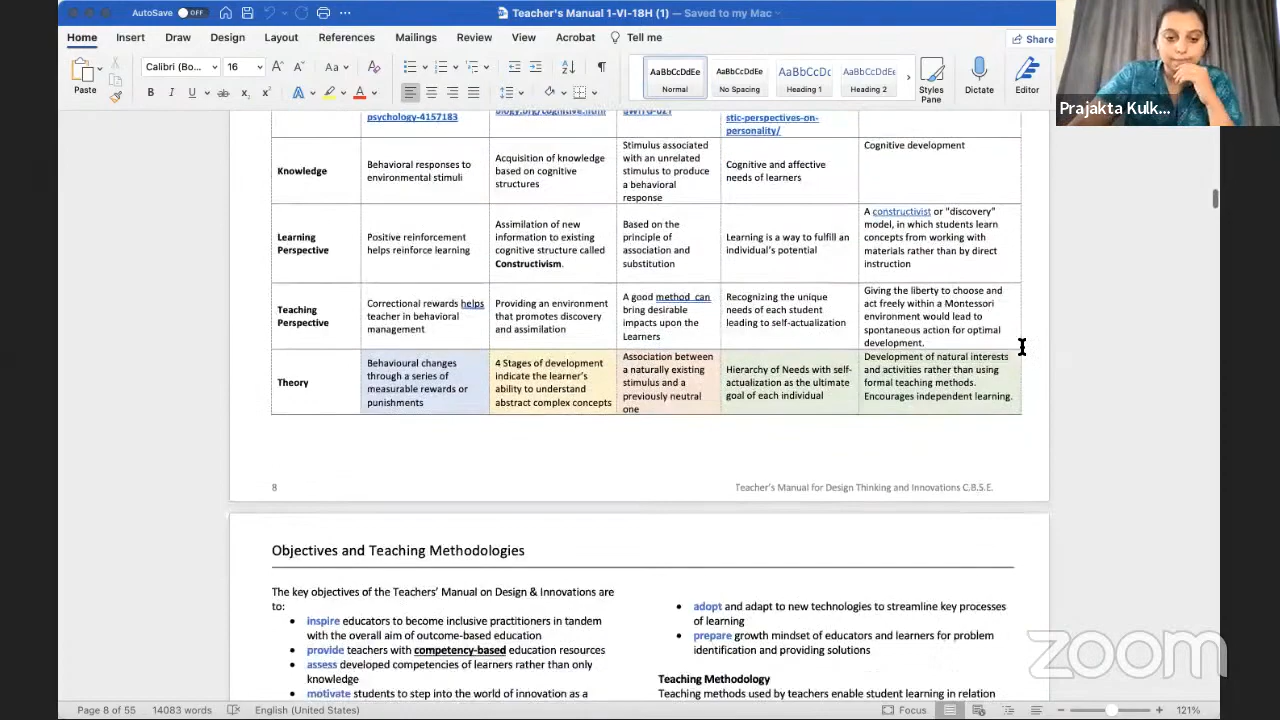 AutoSave OFF
Teacher's Manual 1-VI-18H (1) — Saved to my Mac
Home Insert Draw Design Layout References Mailings Review View Acrobat Tell me
Share
Paste
Calibri (Bo... 16
AaBbCcDdEe AaBbCcDdEe AaBbCcDc AaBbCcDdEe
Normal No Spacing Heading 1 Heading 2
Styles Pane
Dictate
Editor
Prajakta Kulk...
psychology-4157183
stic-perspectives-on-
personality/
Knowledge
Behavioral responses to
environmental stimuli
Acquisition of knowledge
based on cognitive
structures
Stimulus associated
with an unrelated
stimulus to produce
a behavioral
response
Cognitive and affective
needs of learners
Cognitive development
Learning
Perspective
Positive reinforcement
helps reinforce learning
Assimilation of new
information to existing
cognitive structure called
Constructivism.
Based on the
principle of
association and
substitution
Learning is a way to fulfill an
individual's potential
A constructivist or "discovery"
model, in which students learn
concepts from working with
materials rather than by direct
instruction
Teaching
Perspective
Correctional rewards helps
teacher in behavioral
management
Providing an environment
that promotes discovery
and assimilation
A good method can
bring desirable
impacts upon the
Learners
Recognizing the unique
needs of each student
leading to self-actualization
Giving the liberty to choose and
act freely within a Montessori
environment would lead to
spontaneous action for optimal
development.
Theory
Behavioural changes
through a series of
measurable rewards or
punishments
4 Stages of development
indicate the learner's
ability to understand
abstract complex concepts
Association between
a naturally existing
stimulus and a
previously neutral
one
Hierarchy of Needs with self-
actualization as the ultimate
goal of each individual
Development of natural interests
and activities rather than using
formal teaching methods.
Encourages independent learning.
8
Teacher's Manual for Design Thinking and Innovations C.B.S.E.
Objectives and Teaching Methodologies
The key objectives of the Teachers' Manual on Design & Innovations are
to:
• inspire educators to become inclusive practitioners in tandem
with the overall aim of outcome-based education
• provide teachers with competency-based education resources
• assess developed competencies of learners rather than only
knowledge
• motivate students to step into the world of innovation as a
• adopt and adapt to new technologies to streamline key processes
of learning
• prepare growth mindset of educators and learners for problem
identification and providing solutions
Teaching Methodology
Teaching methods used by teachers enable student learning in relation
zoom
Page 8 of 55 14083 words English (United States) Focus 121%